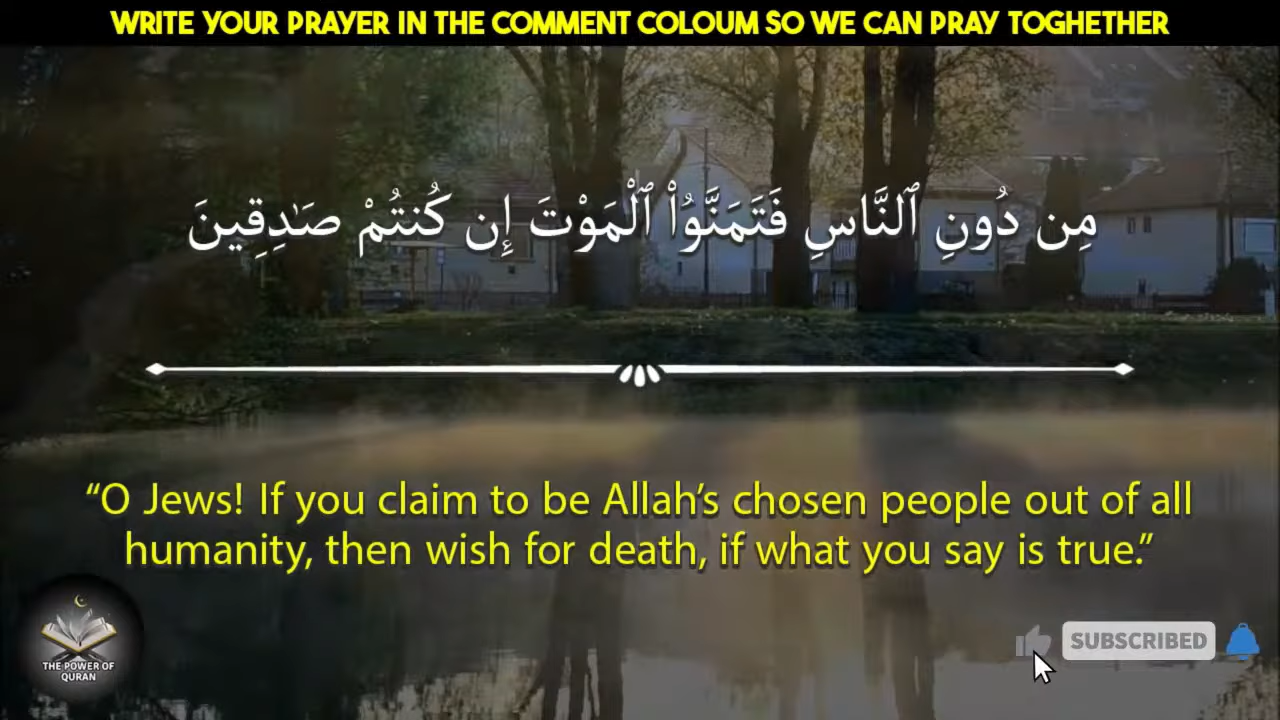 WRITE YOUR PRAYER IN THE COMMENT COLOUM SO WE CAN PRAY TOGHETHER
مِن دُونِ ٱلنَّاسِ فَتَمَنَّوُا۟ ٱلْمَوْتَ إِن كُنتُمْ صَـٰدِقِينَ
“O Jews! If you claim to be Allah’s chosen people out of all
humanity, then wish for death, if what you say is true.”
THE POWER OF
QURAN
SUBSCRIBED